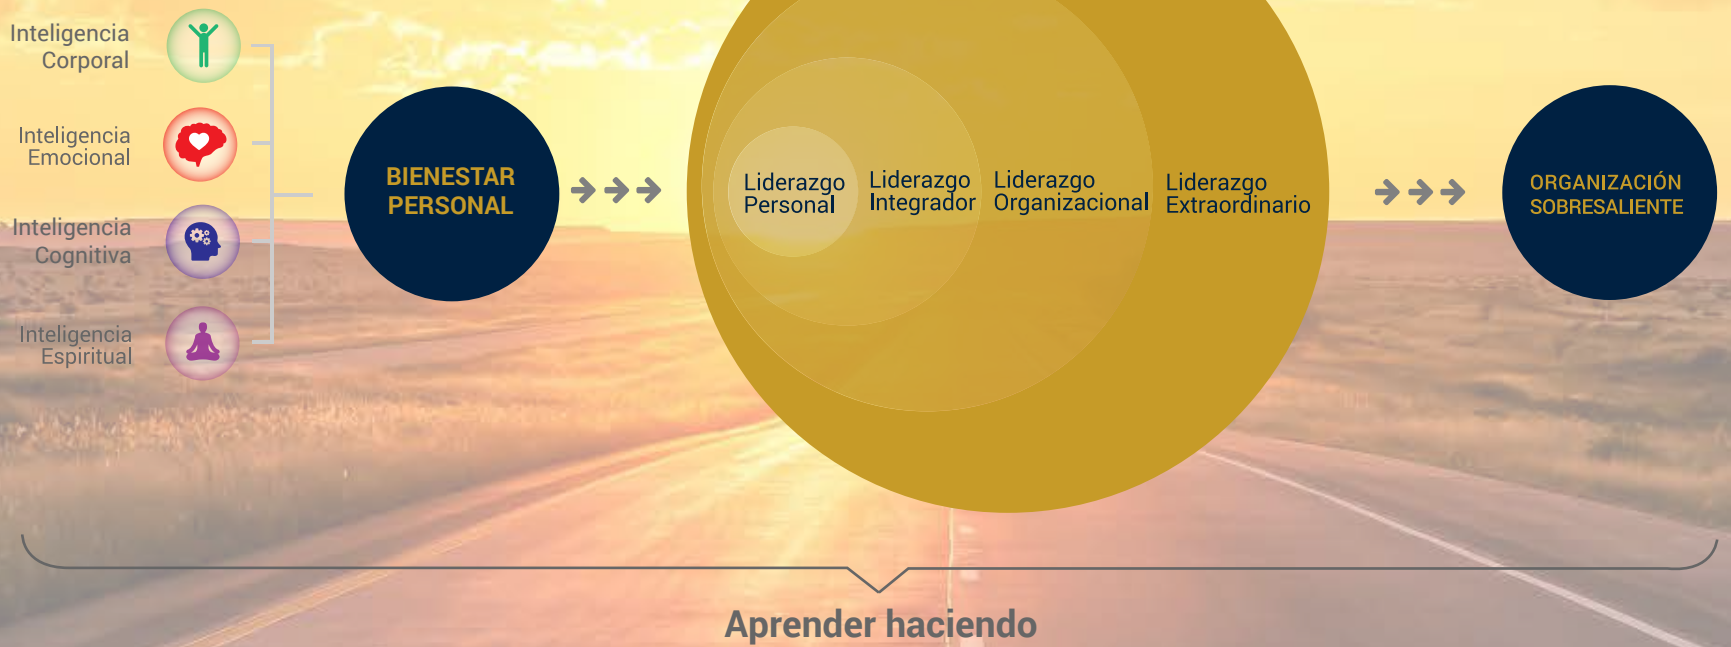 Inteligencia
Corporal
Inteligencia
Emocional
Inteligencia
Cognitiva
Inteligencia
Espiritual
BIENESTAR
PERSONAL
Liderazgo
Personal
Liderazgo
Integrador
Liderazgo
Organizacional
Liderazgo
Extraordinario
ORGANIZACIÓN
SOBRESALIENTE
Aprender haciendo